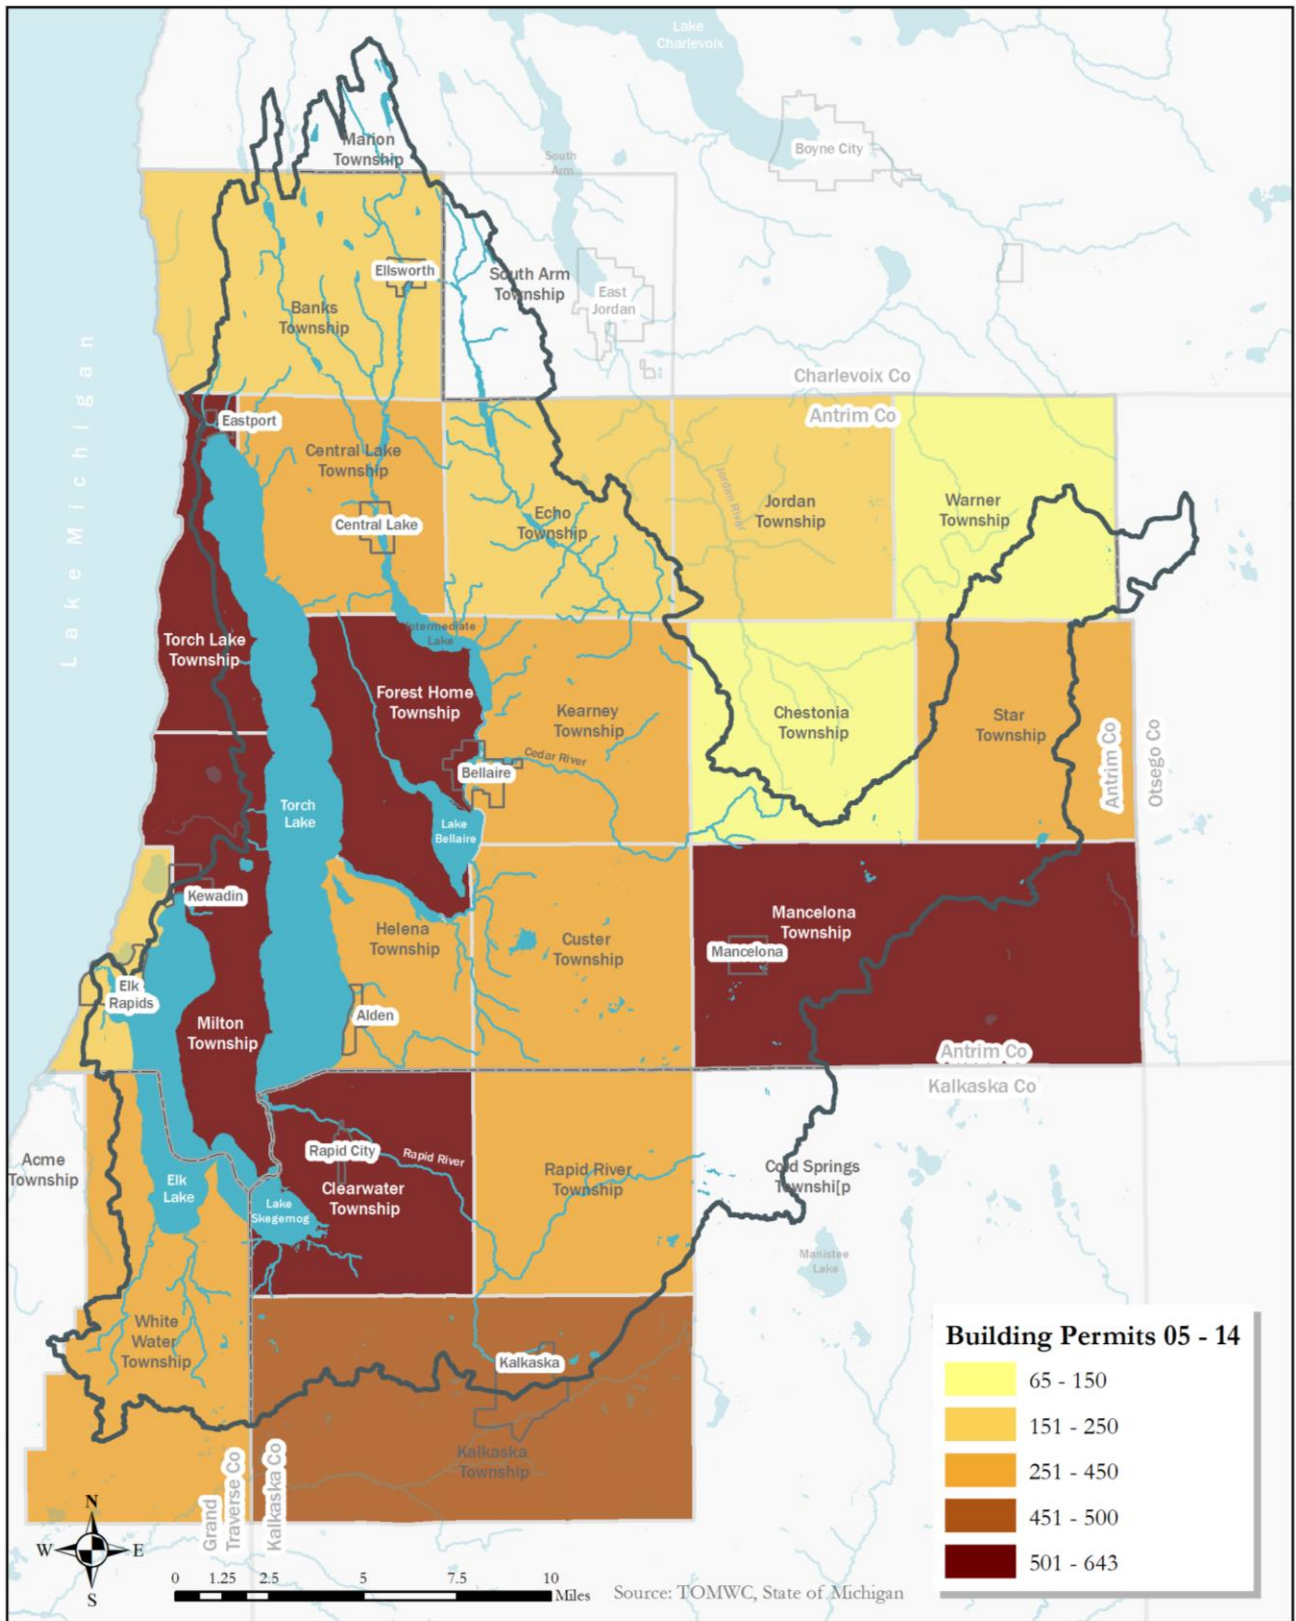 Lake
Charlevoix
Marion
Township
Boyne City
South
Arm
Ellsworth
South Arm
Township
East
Jordan
Banks
Township
Lake Michigan
Charlevoix Co
Antrim Co
Eastport
Central Lake
Township
Central Lake
Echo
Township
Jordan River
Jordan
Township
Warner
Township
Intermediate
Lake
Torch Lake
Township
Forest Home
Township
Kearney
Township
Chestonia
Township
Star
Township
Antrim Co
Otsego Co
Cedar River
Bellaire
Torch
Lake
Lake
Bellaire
Kewadin
Helena
Township
Custer
Township
Mancelona
Township
Mancelona
Elk
Rapids
Alden
Milton
Township
Antrim Co
Kalkaska Co
Acme
Township
Rapid City
Rapid River
Clearwater
Township
Rapid River
Township
Cold Springs
Townshi[p
Elk
Lake
Lake
Skegemog
Manistee
Lake
White
Water
Township
Kalkaska
Kalkaska
Township
Grand
Traverse Co
Kalkaska Co
Building Permits 05 - 14
65 - 150
151 - 250
251 - 450
451 - 500
501 - 643
N
W
E
S
0 1.25 2.5 5 7.5 10
Miles
Source: TOMWC, State of Michigan